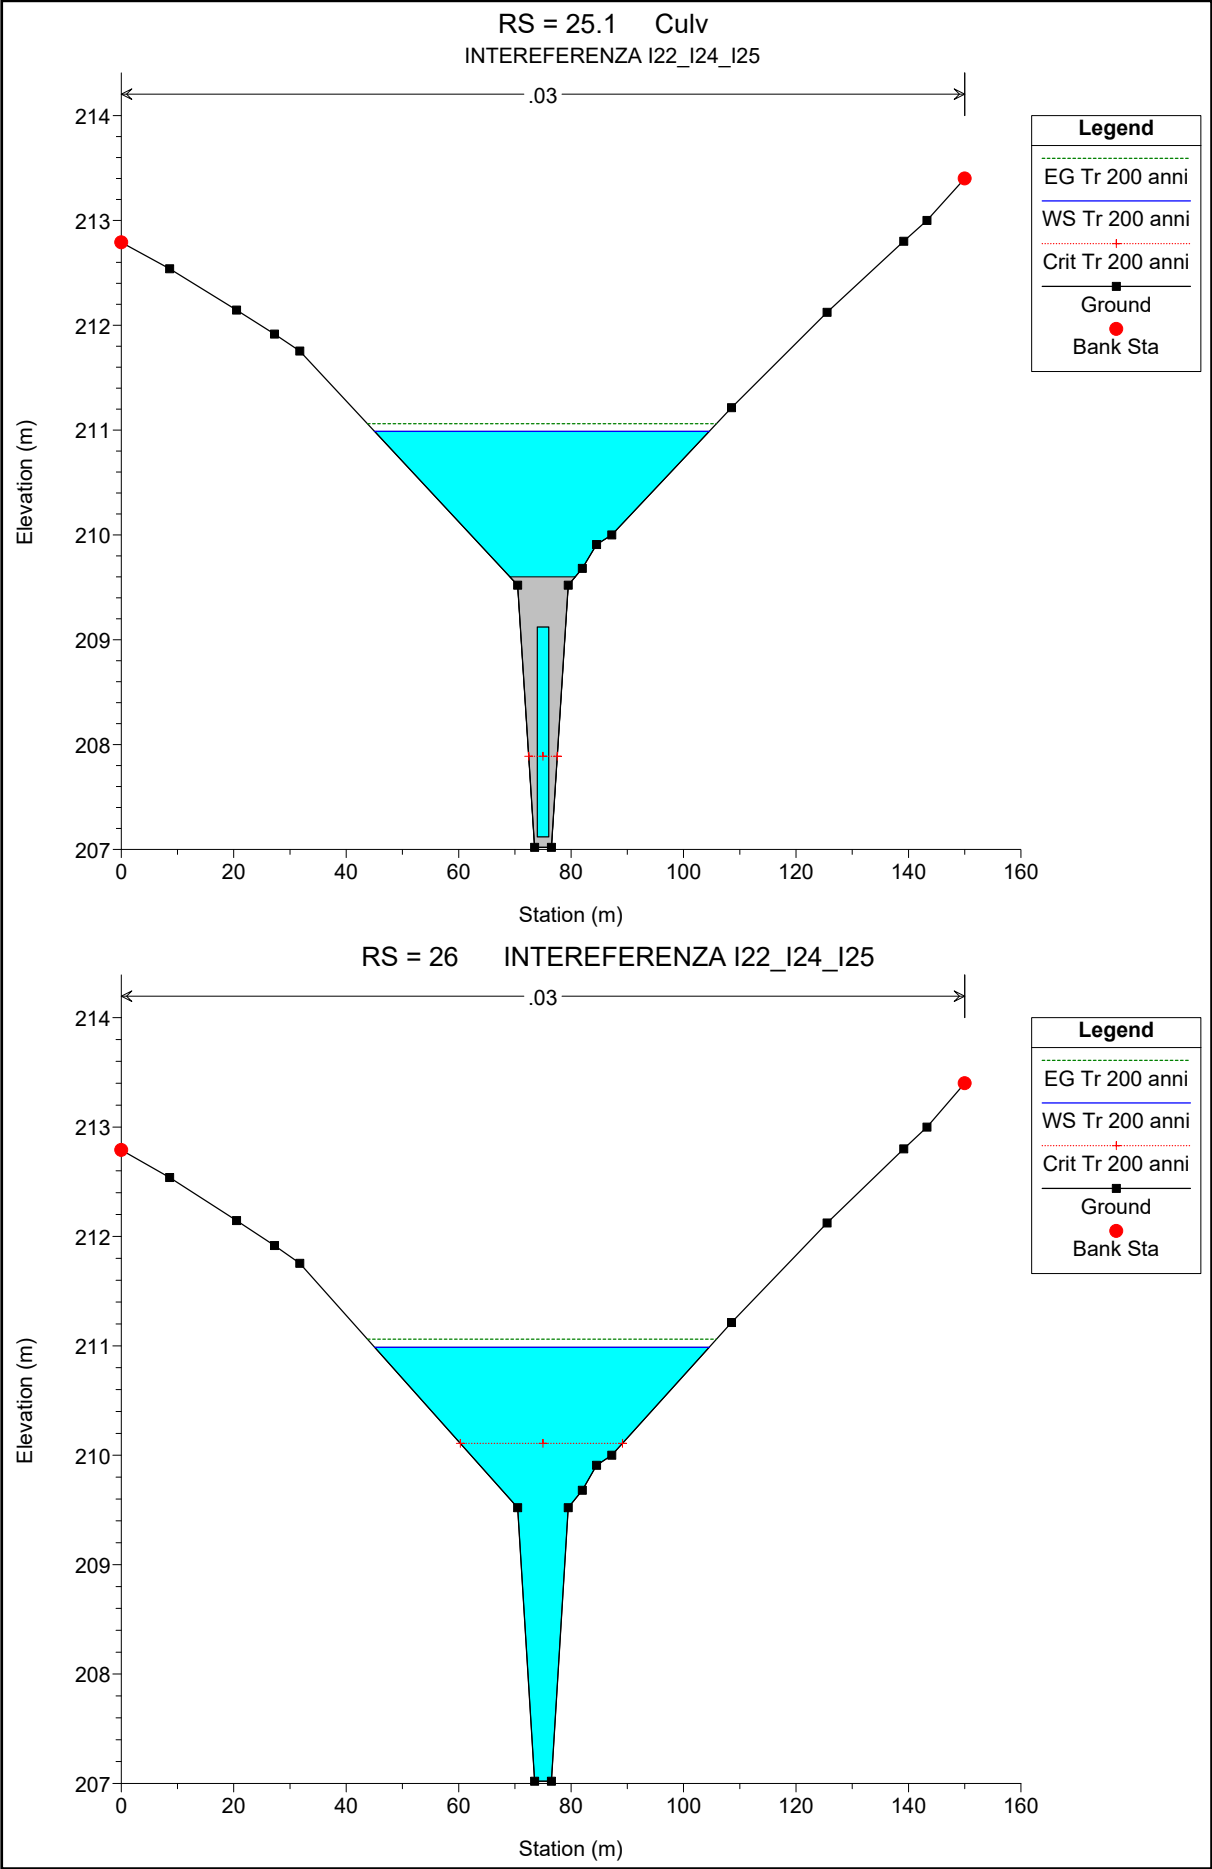 RS = 25.1 Culv
INTEREFERENZA I22_I24_I25
.03
214
213
212
211
210
209
208
207
Elevation (m)
0 20 40 60 80 100 120 140 160
Station (m)
Legend
EG Tr 200 anni
WS Tr 200 anni
Crit Tr 200 anni
Ground
Bank Sta
RS = 26 INTEREFERENZA I22_I24_I25
.03
214
213
212
211
210
209
208
207
Elevation (m)
0 20 40 60 80 100 120 140 160
Station (m)
Legend
EG Tr 200 anni
WS Tr 200 anni
Crit Tr 200 anni
Ground
Bank Sta